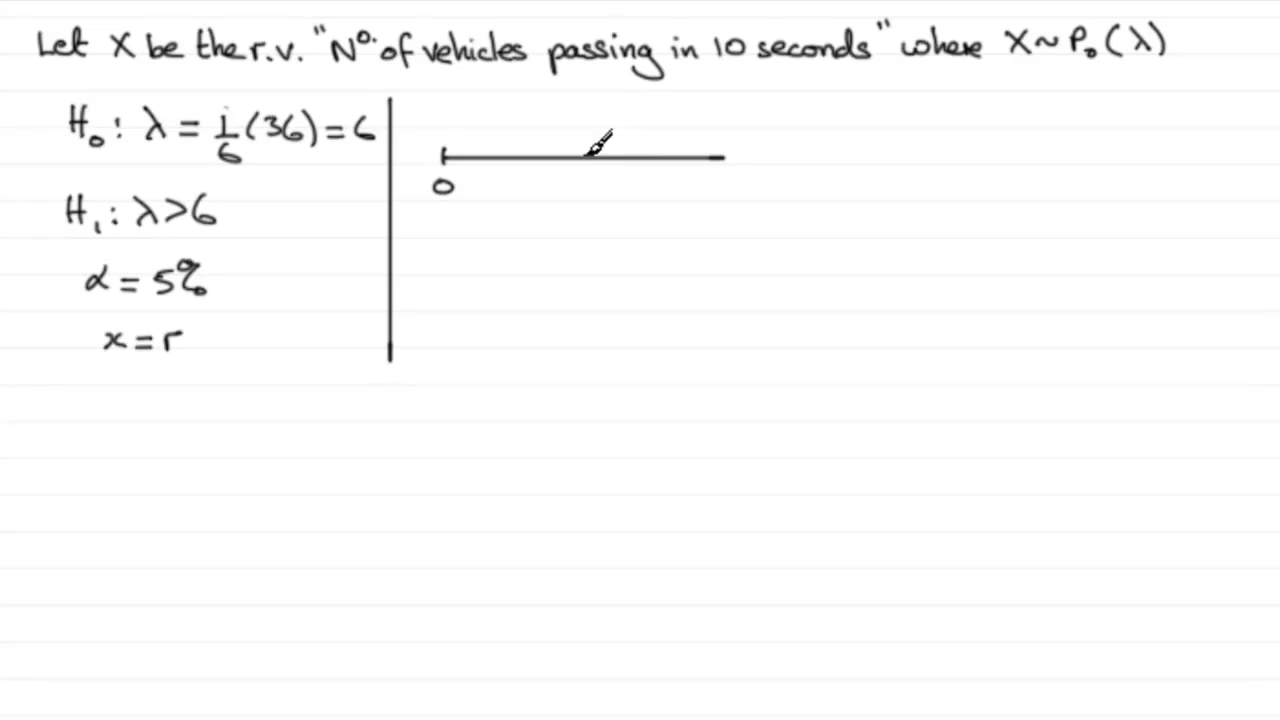 Let X be the r.v. "Nº. of vehicles passing in 10 seconds" where X ~ Po(λ)
H₀ : λ = 1/6 (36) = 6
H₁ : λ > 6
α = 5%
x = r
0